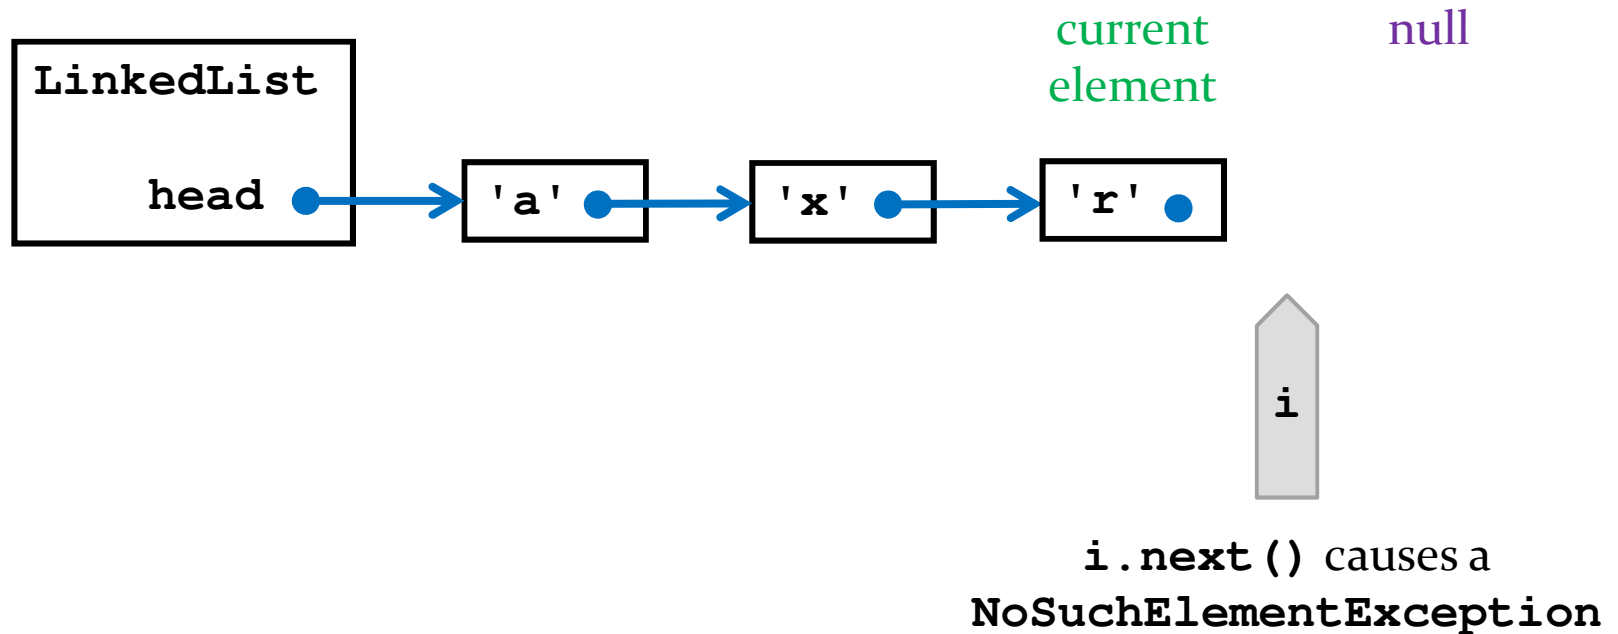 current
element
null
LinkedList
head
'a'
'x'
'r'
i
i.next() causes a
NoSuchElementException